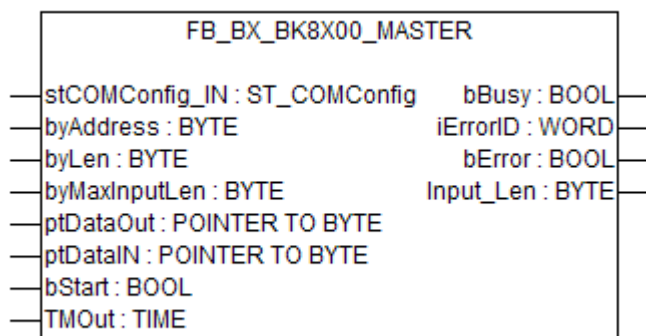 FB_BX_BK8X00_MASTER
stCOMConfig_IN : ST_COMConfig bBusy : BOOL
byAddress : BYTE iErrorID : WORD
byLen : BYTE bError : BOOL
byMaxInputLen : BYTE Input_Len : BYTE
ptDataOut : POINTER TO BYTE
ptDataIN : POINTER TO BYTE
bStart : BOOL
TMOut : TIME